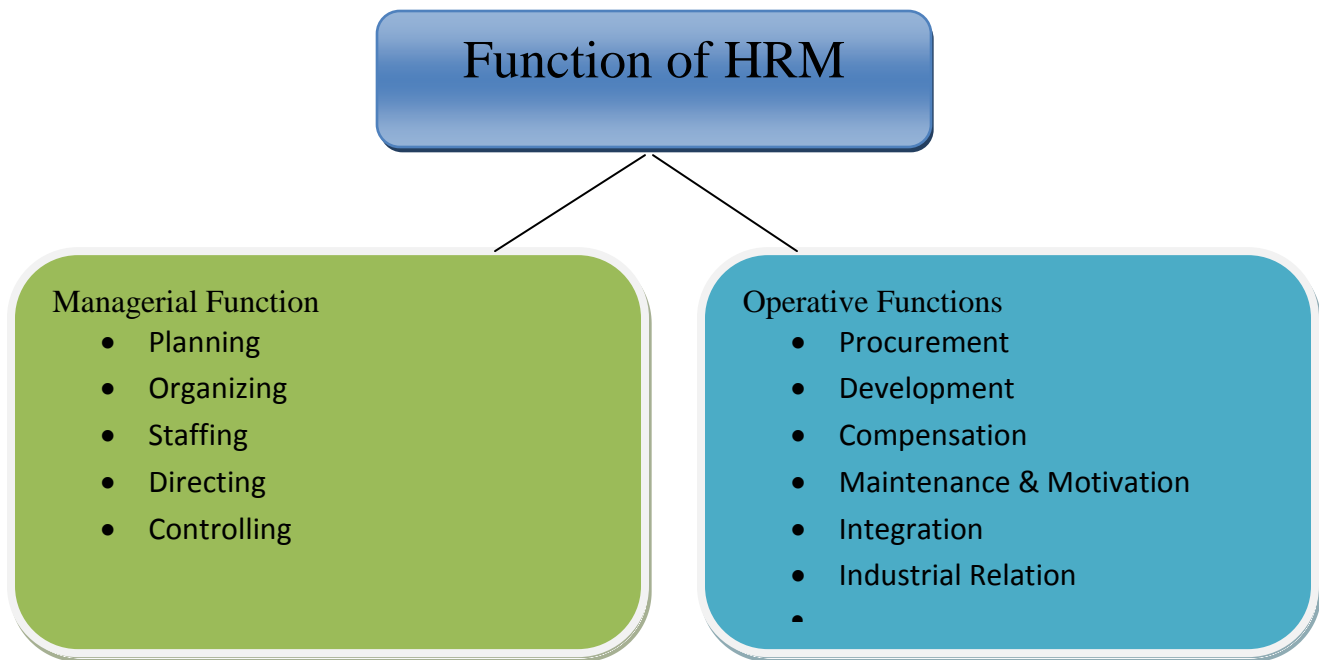 Function of HRM
Managerial Function
• Planning
• Organizing
• Staffing
• Directing
• Controlling
Operative Functions
• Procurement
• Development
• Compensation
• Maintenance & Motivation
• Integration
• Industrial Relation
•